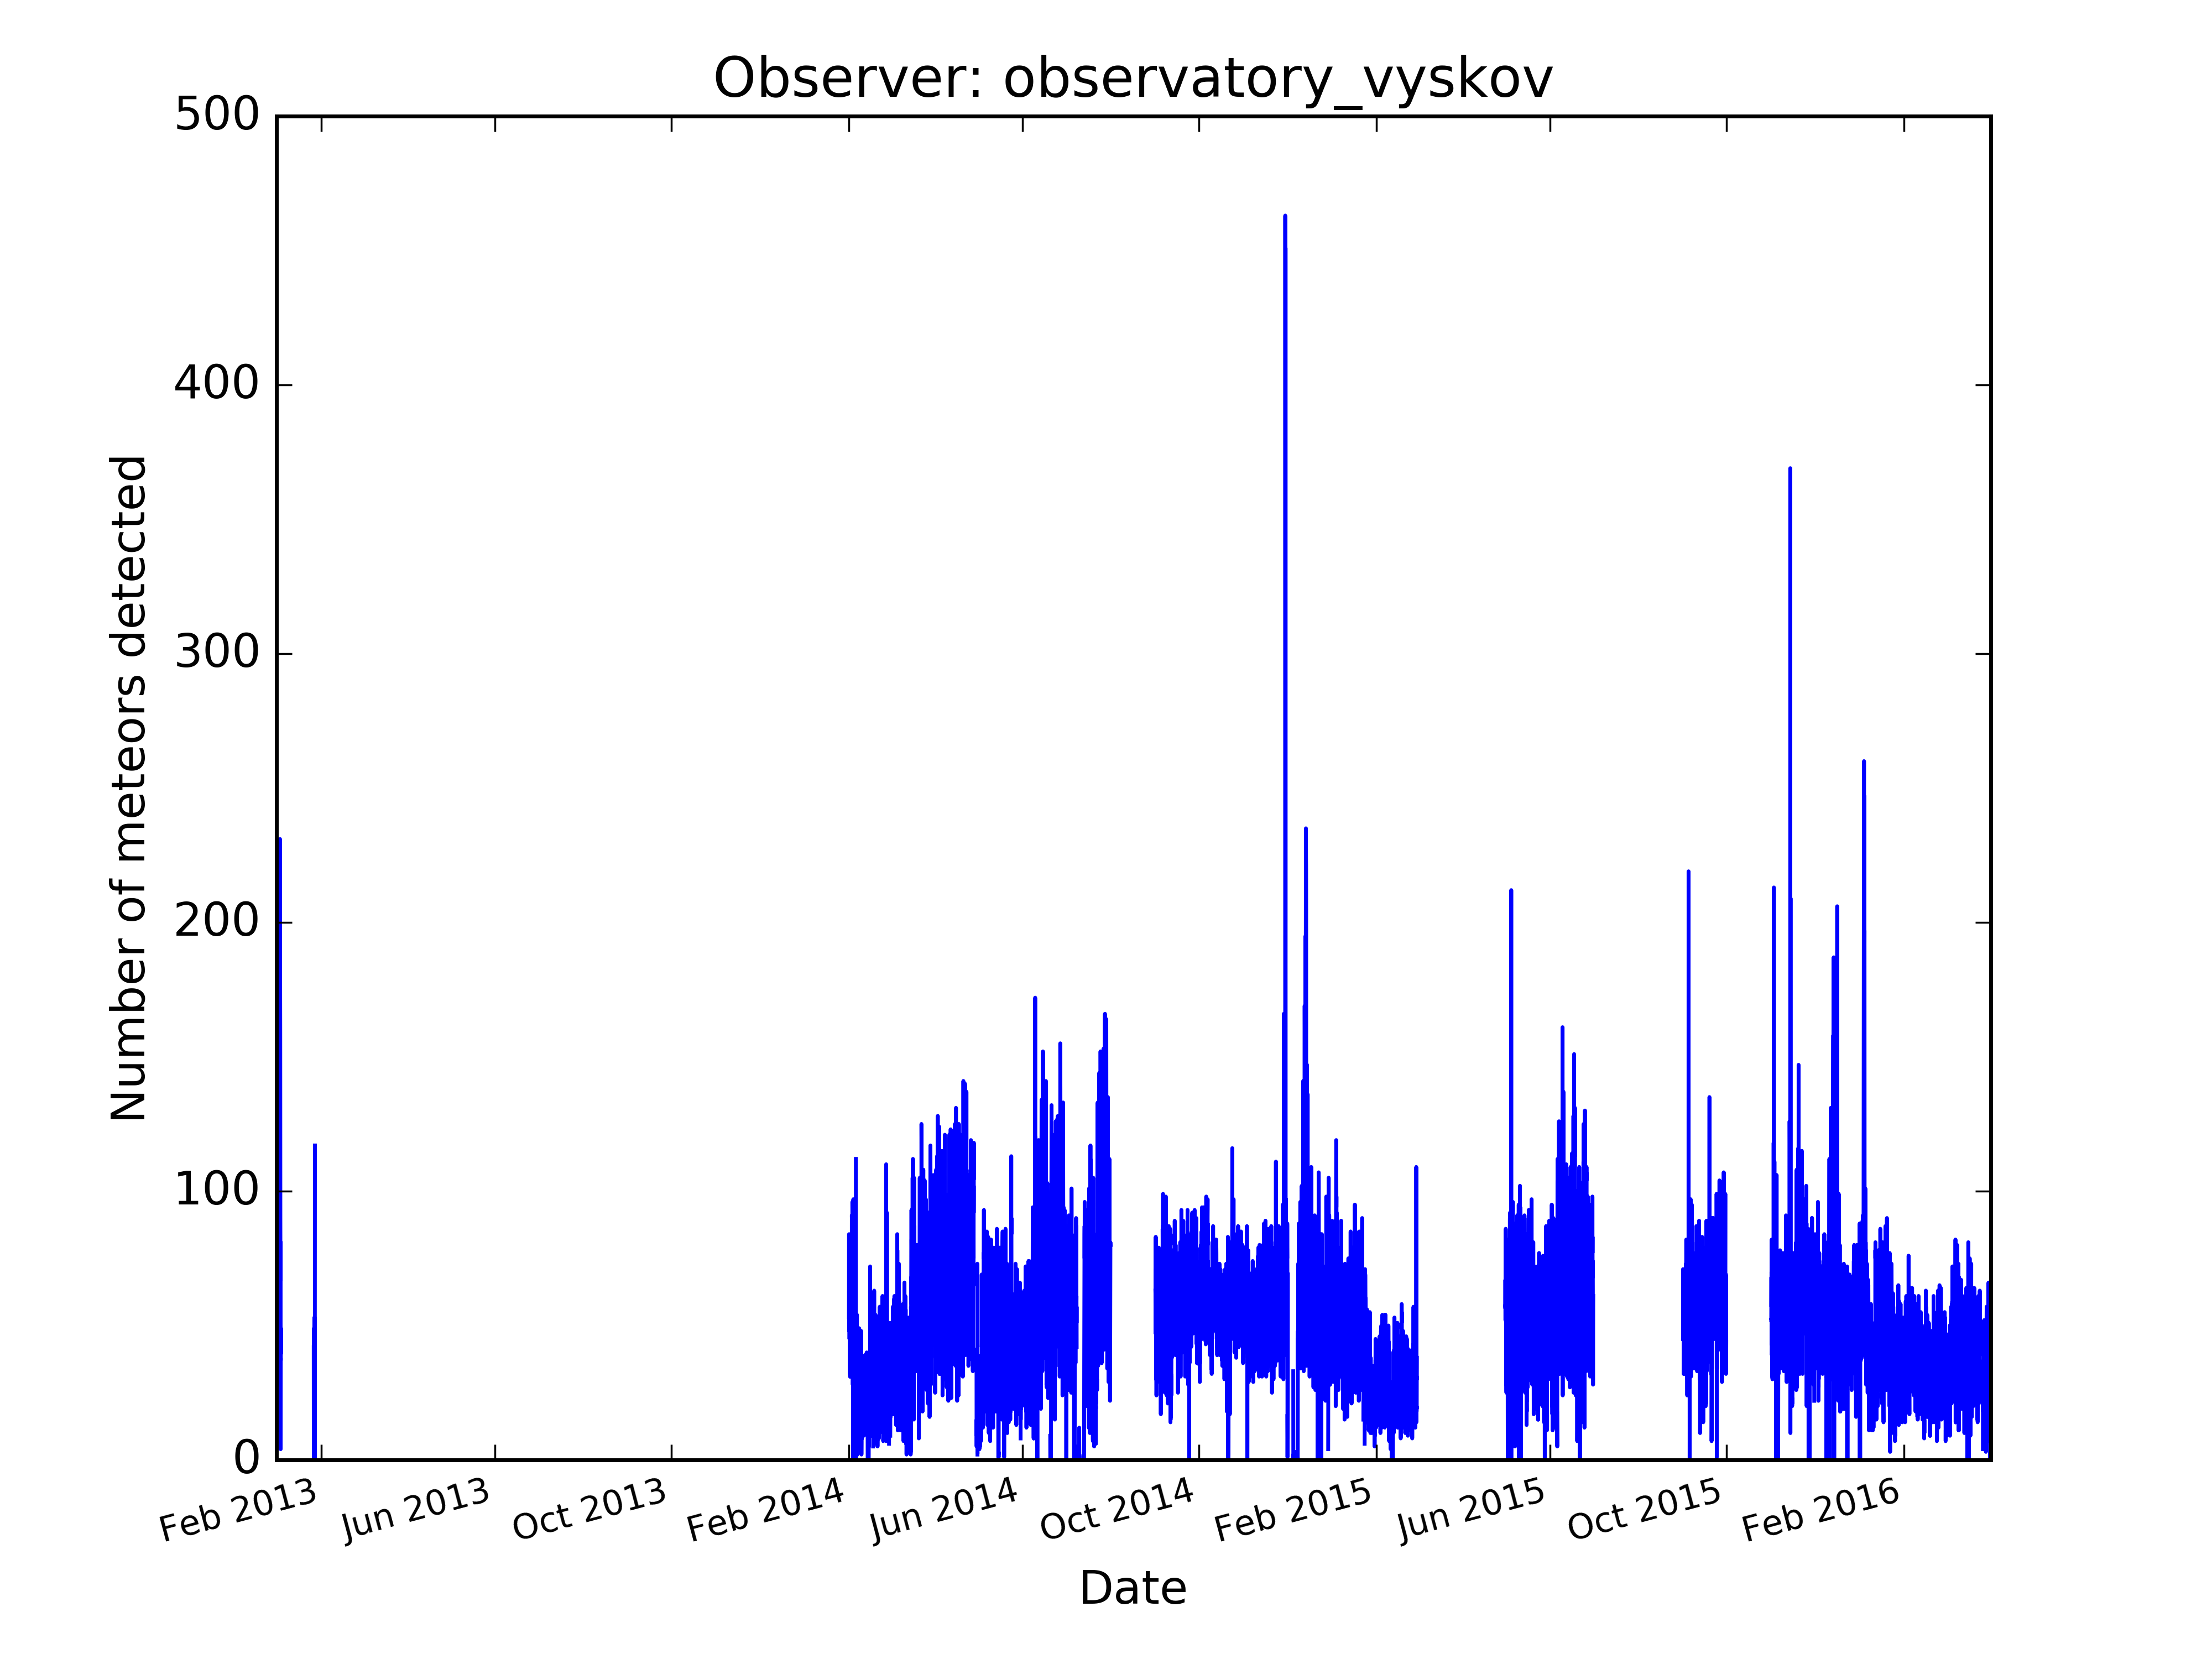 Observer: observatory_vyskov
500
400
300
200
100
0
Number of meteors detected
Feb 2013
Jun 2013
Oct 2013
Feb 2014
Jun 2014
Oct 2014
Feb 2015
Jun 2015
Oct 2015
Feb 2016
Date